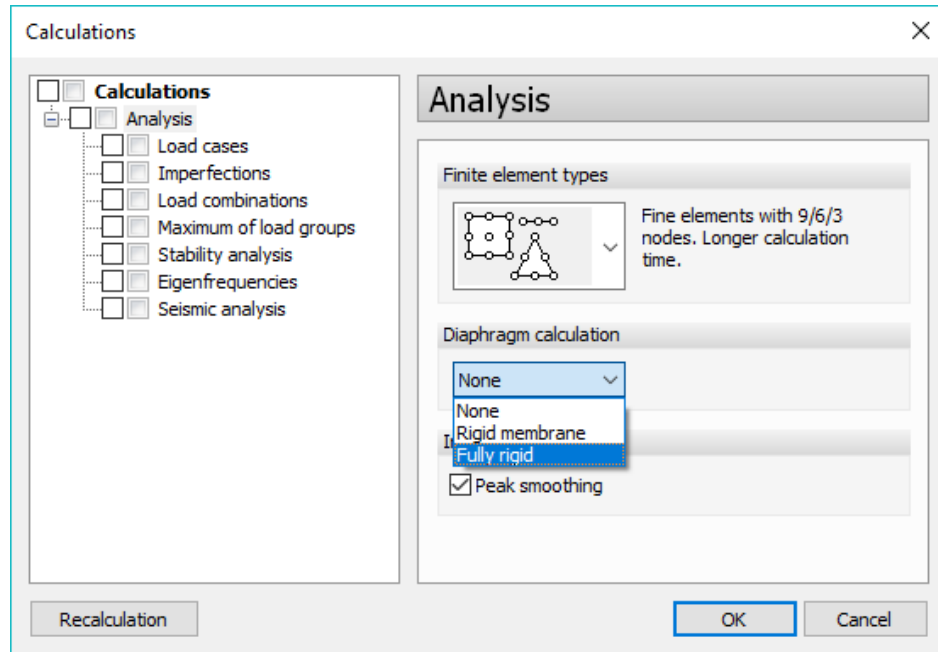 Calculations
Calculations
Analysis
Load cases
Imperfections
Load combinations
Maximum of load groups
Stability analysis
Eigenfrequencies
Seismic analysis
Analysis
Finite element types
Fine elements with 9/6/3
nodes. Longer calculation
time.
Diaphragm calculation
None
None
Rigid membrane
Fully rigid
Peak smoothing
Recalculation
OK
Cancel